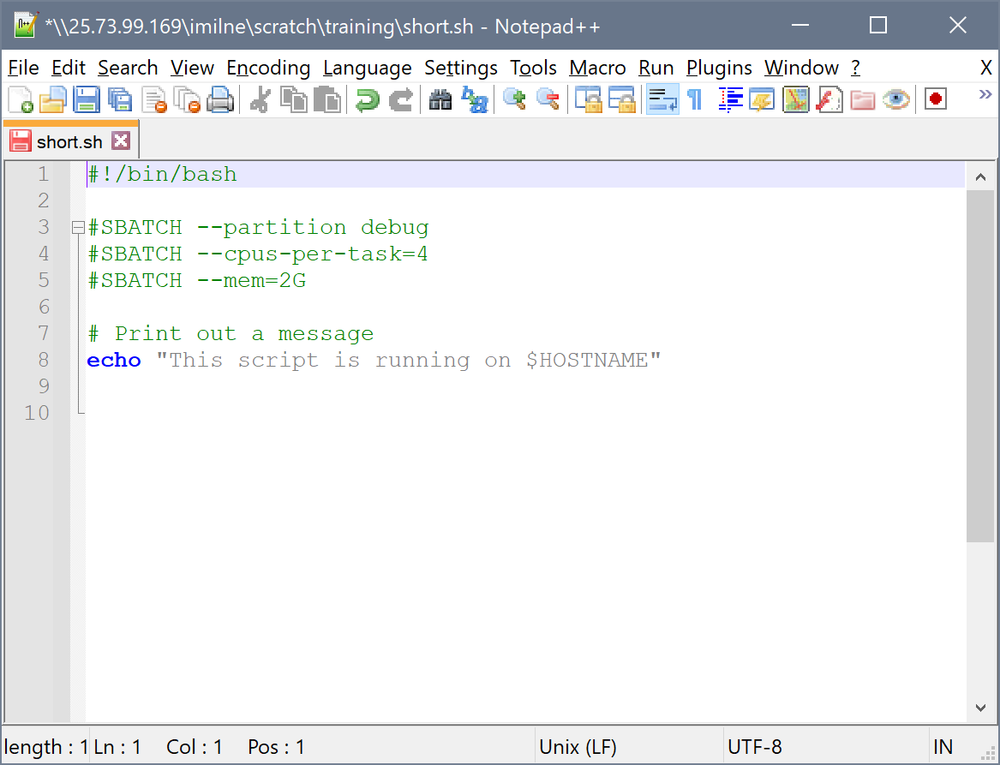 *\\25.73.99.169\imilne\scratch\training\short.sh - Notepad++
File Edit Search View Encoding Language Settings Tools Macro Run Plugins Window ? X
short.sh
1 #!/bin/bash
2
3 #SBATCH --partition debug
4 #SBATCH --cpus-per-task=4
5 #SBATCH --mem=2G
6
7 # Print out a message
8 echo "This script is running on $HOSTNAME"
9
10
length : 1 Ln : 1 Col : 1 Pos : 1 Unix (LF) UTF-8 IN